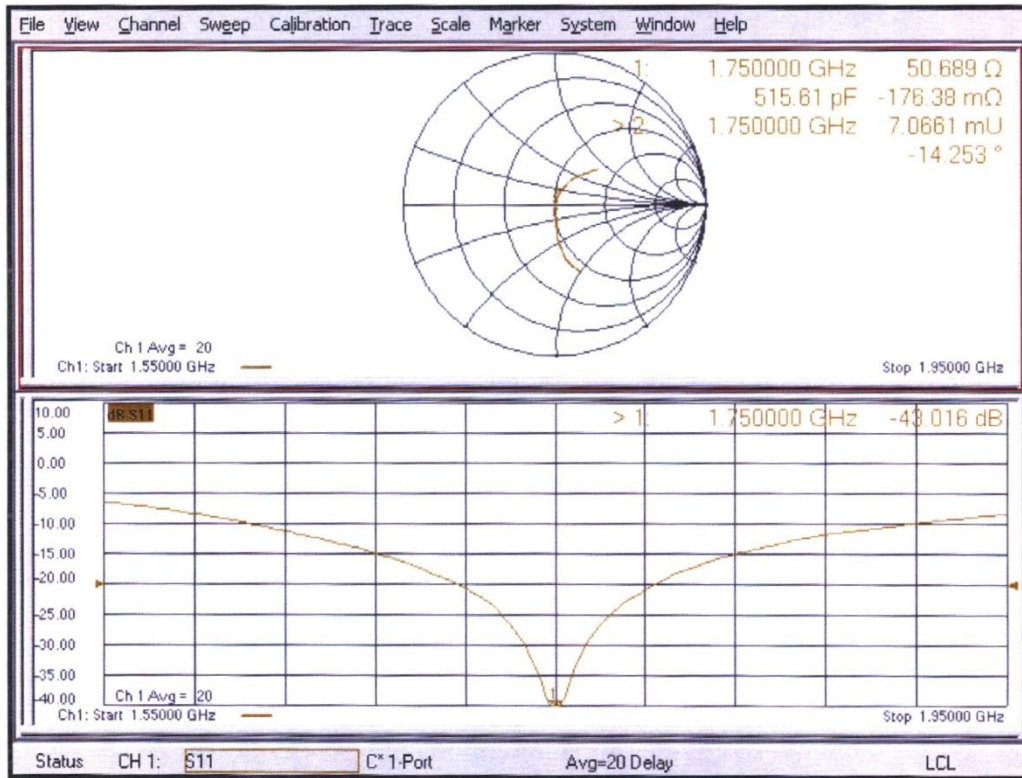 File View Channel Sweep Calibration Trace Scale Marker System Window Help
1: 1.750000 GHz 50.689 Ω
515.61 pF -176.38 mΩ
> 2: 1.750000 GHz 7.0661 mU
-14.253 °
Ch 1 Avg = 20
Ch1: Start 1.55000 GHz
Stop 1.95000 GHz
10.00
dB S11
> 1: 1.750000 GHz -43.016 dB
5.00
0.00
-5.00
-10.00
-15.00
-20.00
-25.00
-30.00
-35.00
-40.00
1
Ch 1 Avg = 20
Ch1: Start 1.55000 GHz
Stop 1.95000 GHz
Status CH 1: S11 C* 1-Port Avg=20 Delay LCL